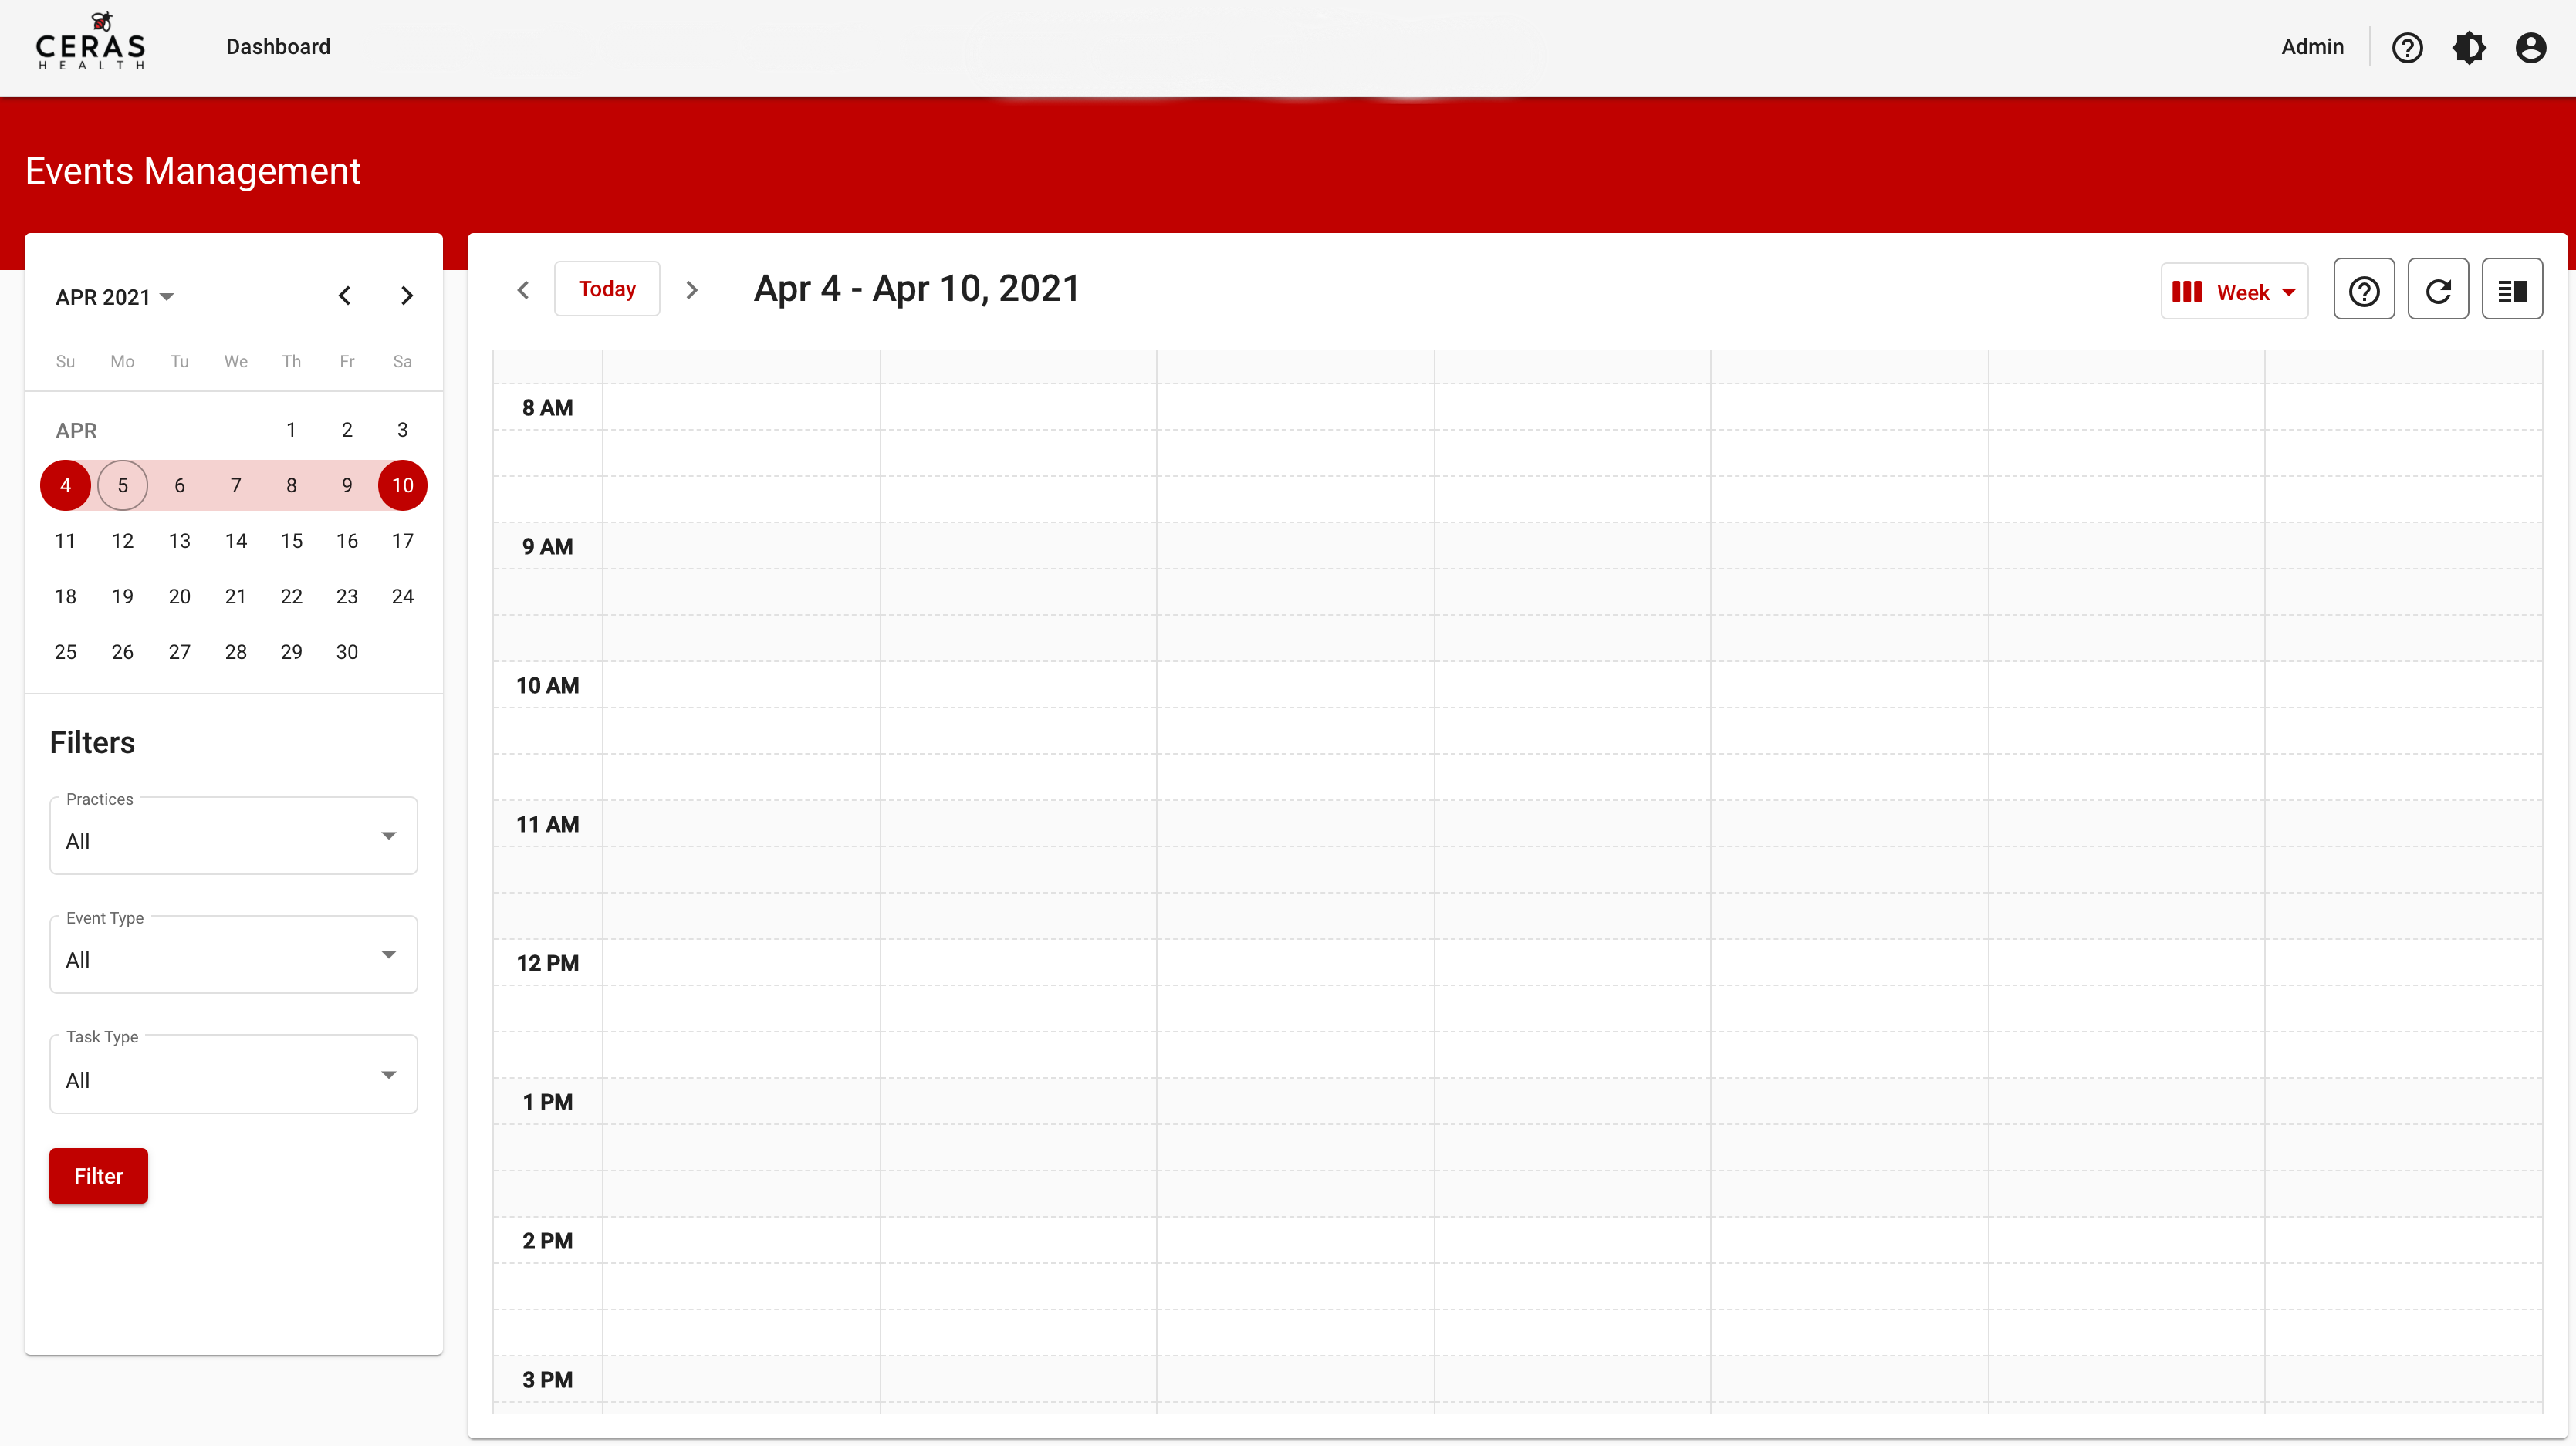 CERAS
HEALTH
Dashboard
Admin
Events Management
APR 2021
Su Mo Tu We Th Fr Sa
APR 1 2 3
4 5 6 7 8 9 10
11 12 13 14 15 16 17
18 19 20 21 22 23 24
25 26 27 28 29 30
Filters
Practices
All
Event Type
All
Task Type
All
Filter
Today
Apr 4 - Apr 10, 2021
Week
8 AM
9 AM
10 AM
11 AM
12 PM
1 PM
2 PM
3 PM